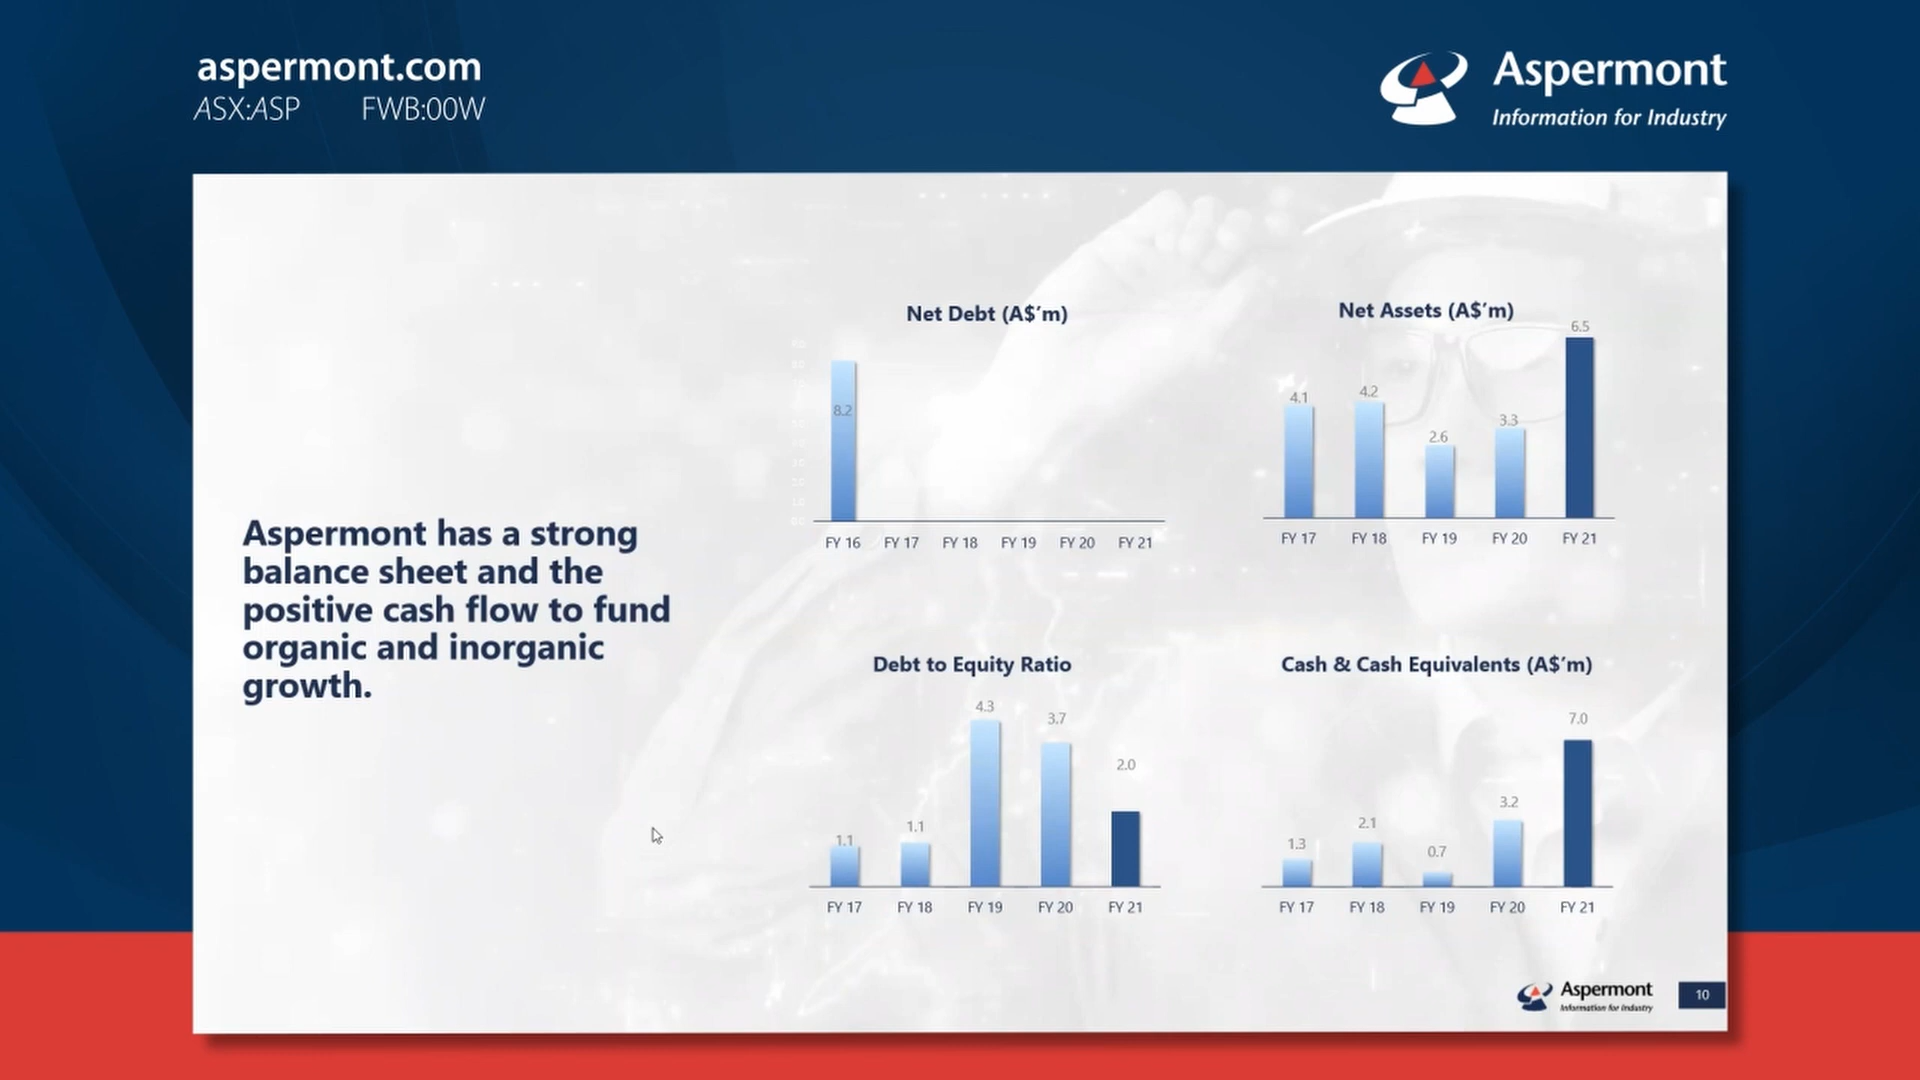 aspermont.com
ASX:ASP FWB:00W
Aspermont
Information for Industry
Aspermont has a strong
balance sheet and the
positive cash flow to fund
organic and inorganic
growth.
Net Debt (A$'m)
8.2
FY 16 FY 17 FY 18 FY 19 FY 20 FY 21
Net Assets (A$'m)
4.1 4.2 2.6 3.3 6.5
FY 17 FY 18 FY 19 FY 20 FY 21
Debt to Equity Ratio
1.1 1.1 4.3 3.7 2.0
FY 17 FY 18 FY 19 FY 20 FY 21
Cash & Cash Equivalents (A$'m)
1.3 2.1 0.7 3.2 7.0
FY 17 FY 18 FY 19 FY 20 FY 21
Aspermont
Information for Industry
10